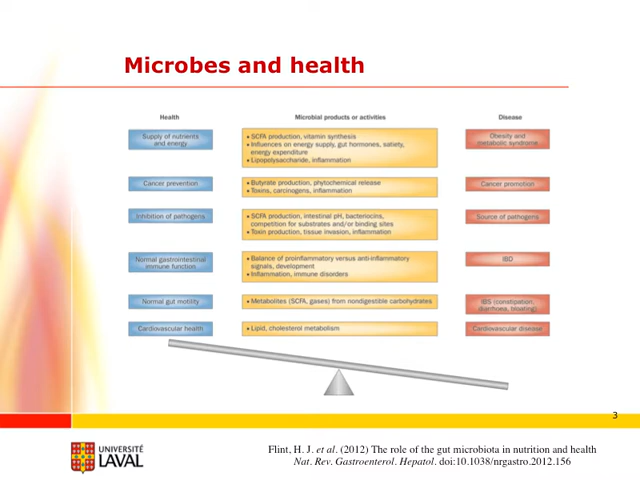 Microbes and health
Health
Microbial products or activities
Disease
Supply of nutrients
and energy
• SCFA production, vitamin synthesis
• Influences on energy supply, gut hormones, satiety,
energy expenditure
• Lipopolysaccharide, inflammation
Obesity and
metabolic syndrome
Cancer prevention
• Butyrate production, phytochemical release
• Toxins, carcinogens, inflammation
Cancer promotion
Inhibition of pathogens
• SCFA production, intestinal pH, bacteriocins,
competition for substrates and/or binding sites
• Toxin production, tissue invasion, inflammation
Source of pathogens
Normal gastrointestinal
immune function
• Balance of proinflammatory versus anti-inflammatory
signals, development
• Inflammation, immune disorders
IBD
Normal gut motility
• Metabolites (SCFA, gases) from nondigestible carbohydrates
IBS (constipation,
diarrhoea, bloating)
Cardiovascular health
• Lipid, cholesterol metabolism
Cardiovascular disease
3
UNIVERSITÉ
LAVAL
Flint, H. J. et al. (2012) The role of the gut microbiota in nutrition and health
Nat. Rev. Gastroenterol. Hepatol. doi:10.1038/nrgastro.2012.156